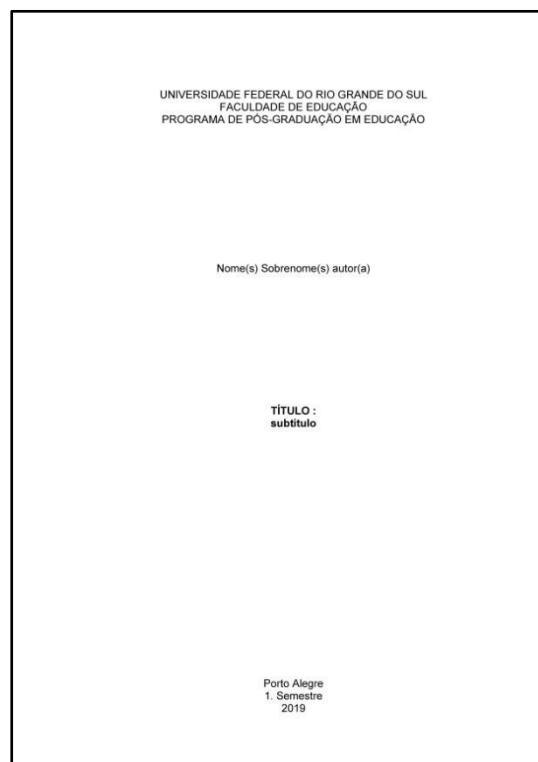 UNIVERSIDADE FEDERAL DO RIO GRANDE DO SUL
FACULDADE DE EDUCAÇÃO
PROGRAMA DE PÓS-GRADUAÇÃO EM EDUCAÇÃO
Nome(s) Sobrenome(s) autor(a)
TÍTULO :
subtitulo
Porto Alegre
1. Semestre
2019